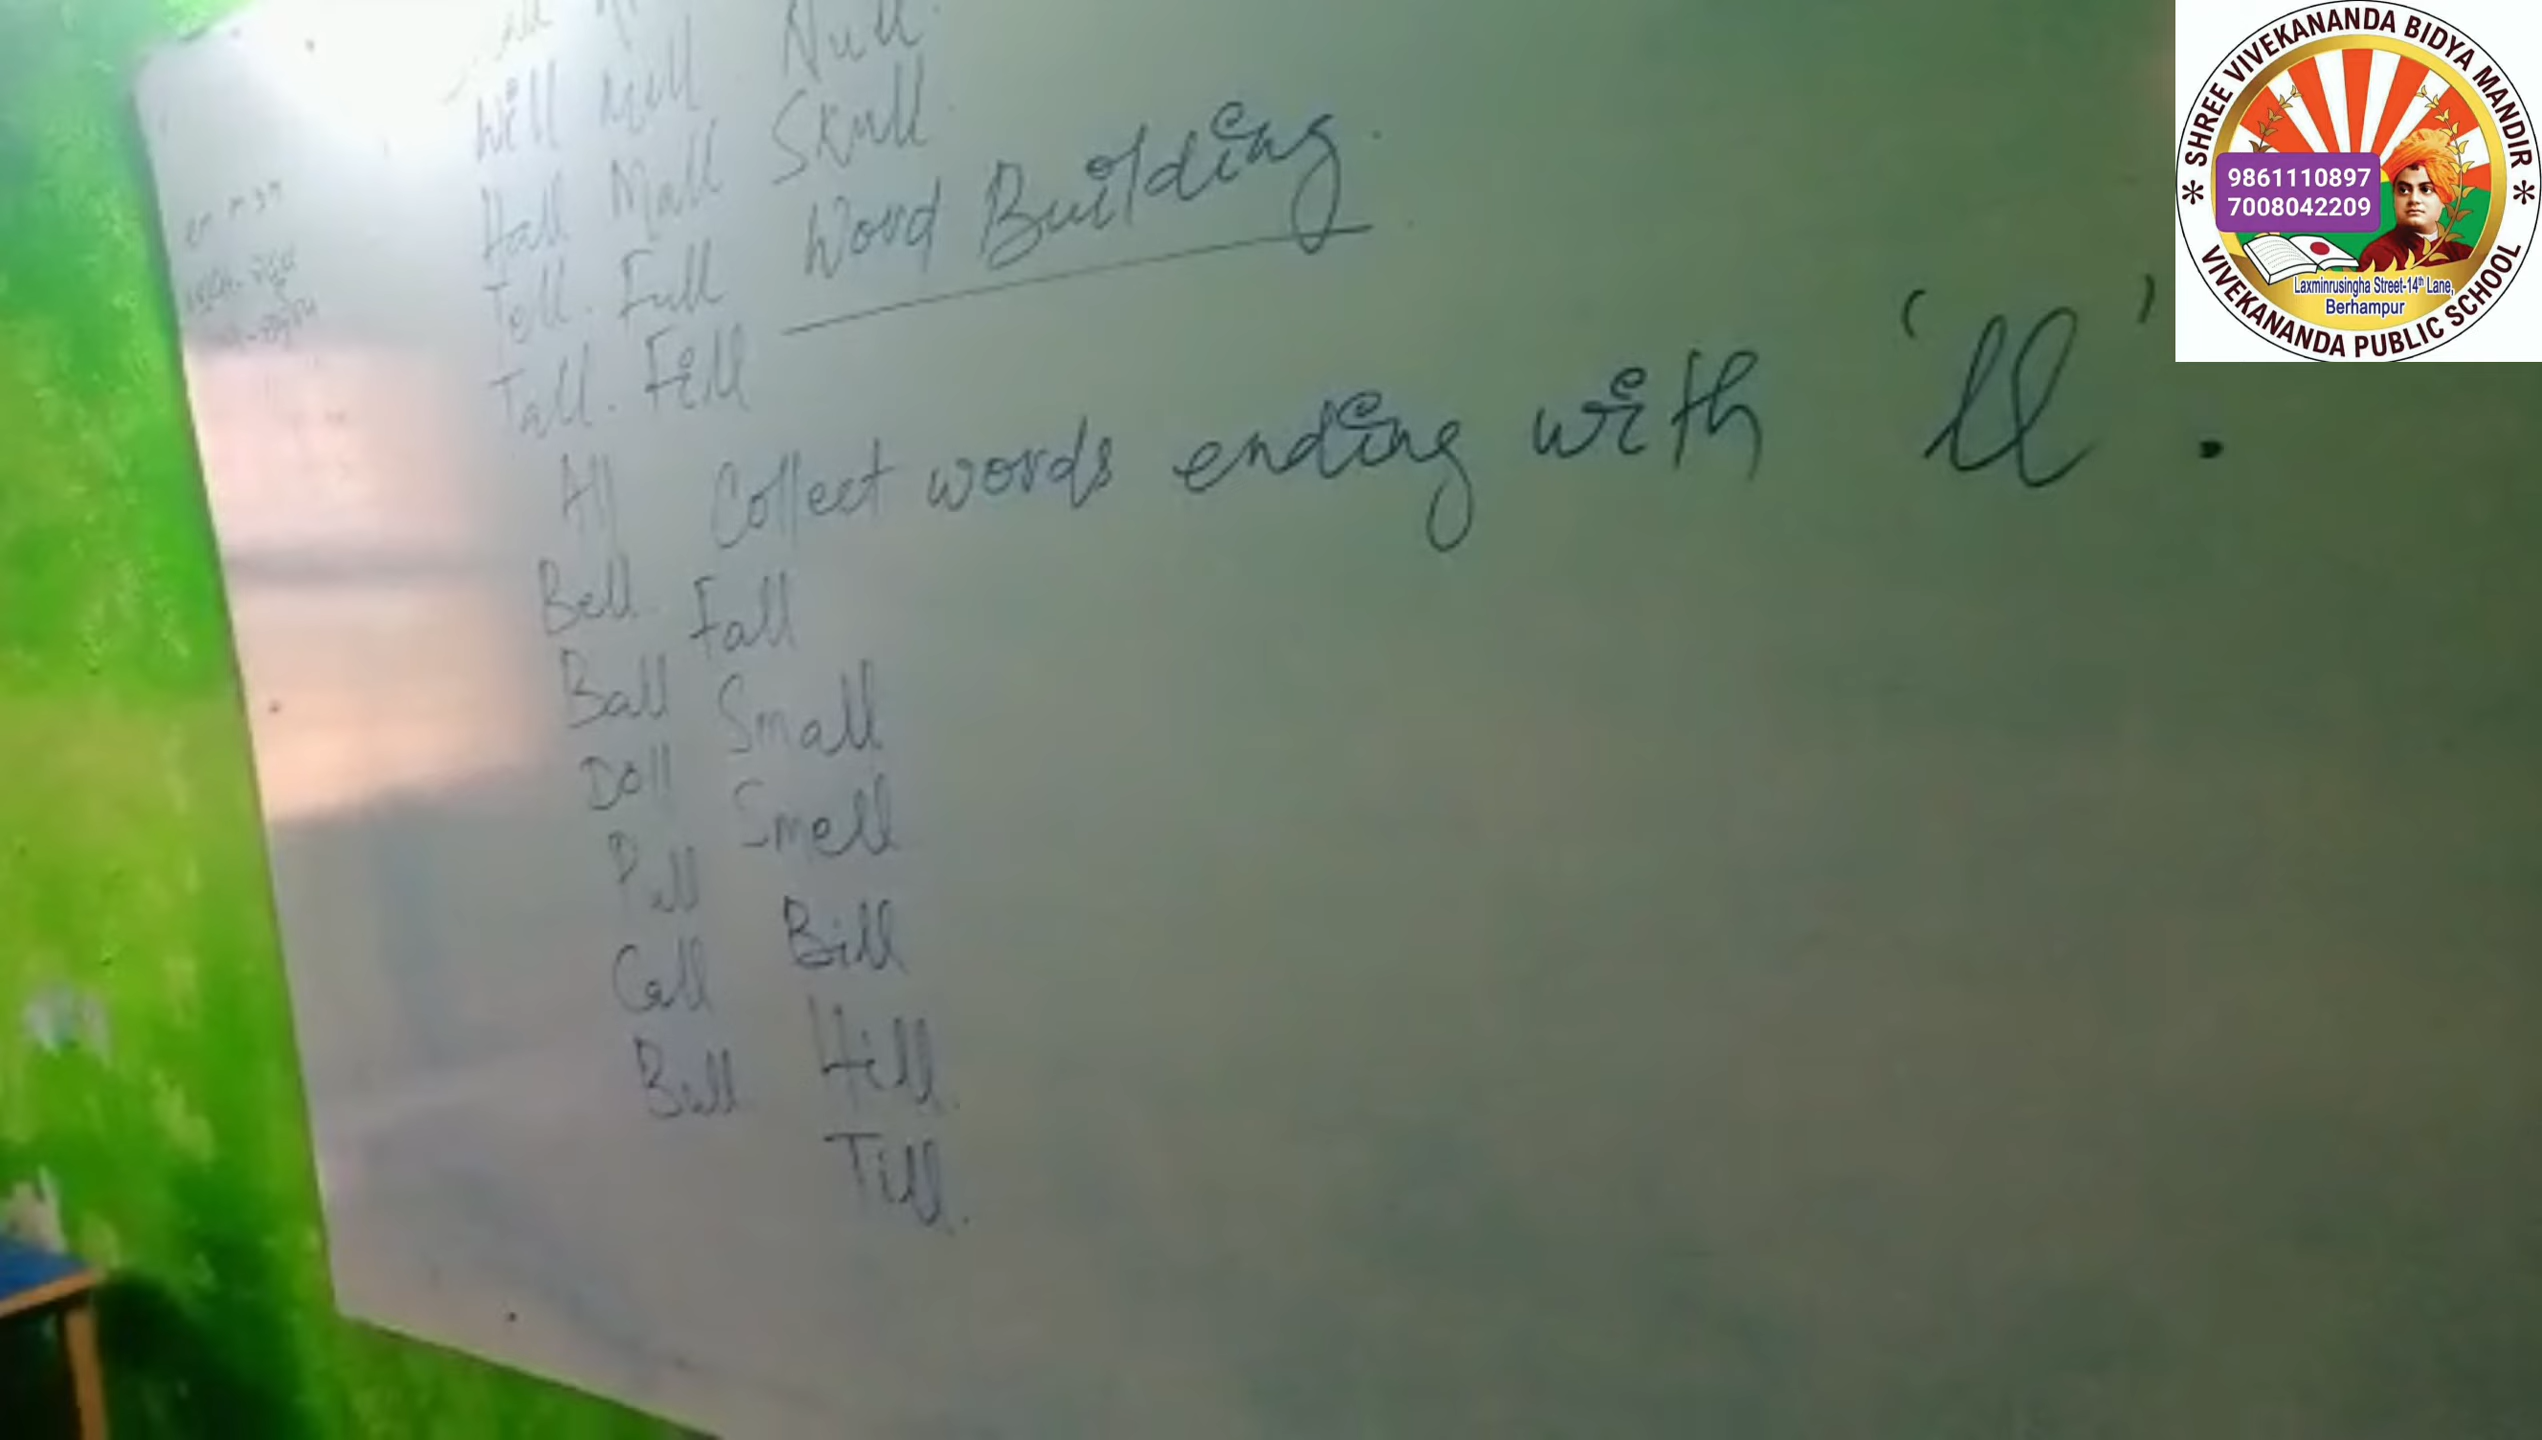 Will Mill Null
Hall Mall Skull
Tell. Full Word Building.
Tall. Fill
All Collect words ending with 'll'.
Bell Fall
Ball Small
Doll Smell
Pull Bill
Call Hill
Bull Till.
SHREE VIVEKANANDA BIDYA MANDIR
9861110897
7008042209
Laxminrusingha Street-14th Lane,
Berhampur
VIVEKANANDA PUBLIC SCHOOL